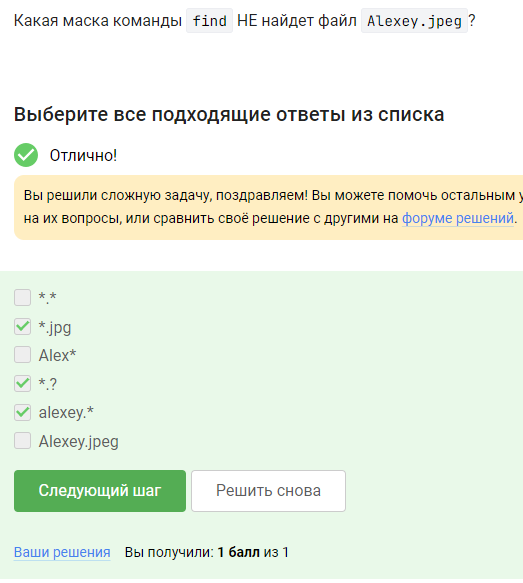 Какая маска команды find НЕ найдет файл Alexey.jpeg?
Выберите все подходящие ответы из списка
Отлично!
Вы решили сложную задачу, поздравляем! Вы можете помочь остальным
на их вопросы, или сравнить своё решение с другими на форуме решений.
*.*
*.jpg
Alex*
*.?
alexey.*
Alexey.jpeg
Следующий шаг
Решить снова
Ваши решения Вы получили: 1 балл из 1